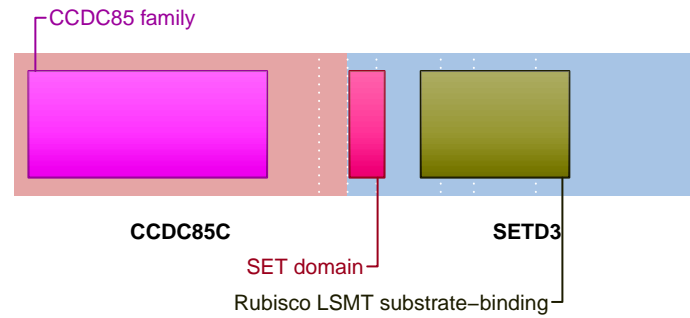 CCDC85 family
CCDC85C
SETD3
SET domain
Rubisco LSMT substrate−binding